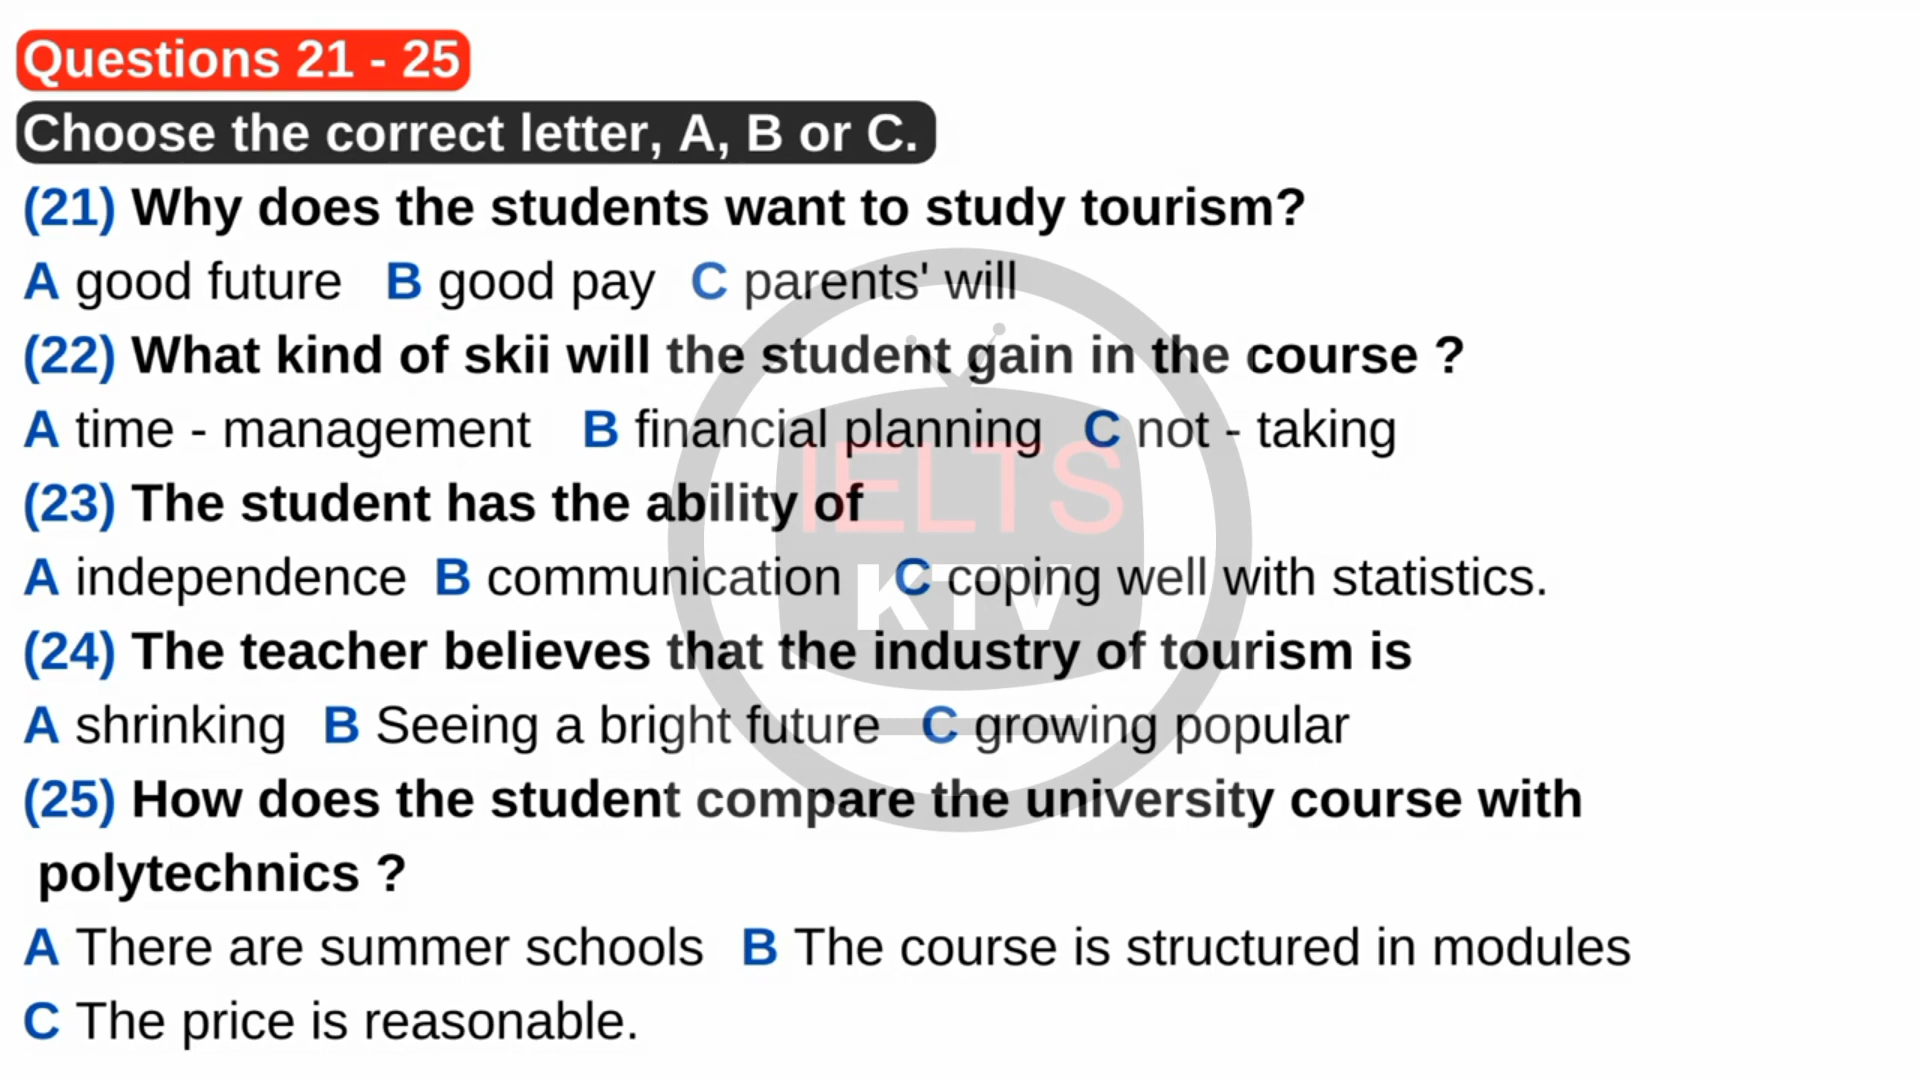 Questions 21 - 25
Choose the correct letter, A, B or C.
(21) Why does the students want to study tourism?
A good future B good pay C parents' will
(22) What kind of skii will the student gain in the course ?
A time - management B financial planning C not - taking
(23) The student has the ability of
A independence B communication C coping well with statistics.
(24) The teacher believes that the industry of tourism is
A shrinking B Seeing a bright future C growing popular
(25) How does the student compare the university course with
polytechnics ?
A There are summer schools B The course is structured in modules
C The price is reasonable.
IELTS
KTV